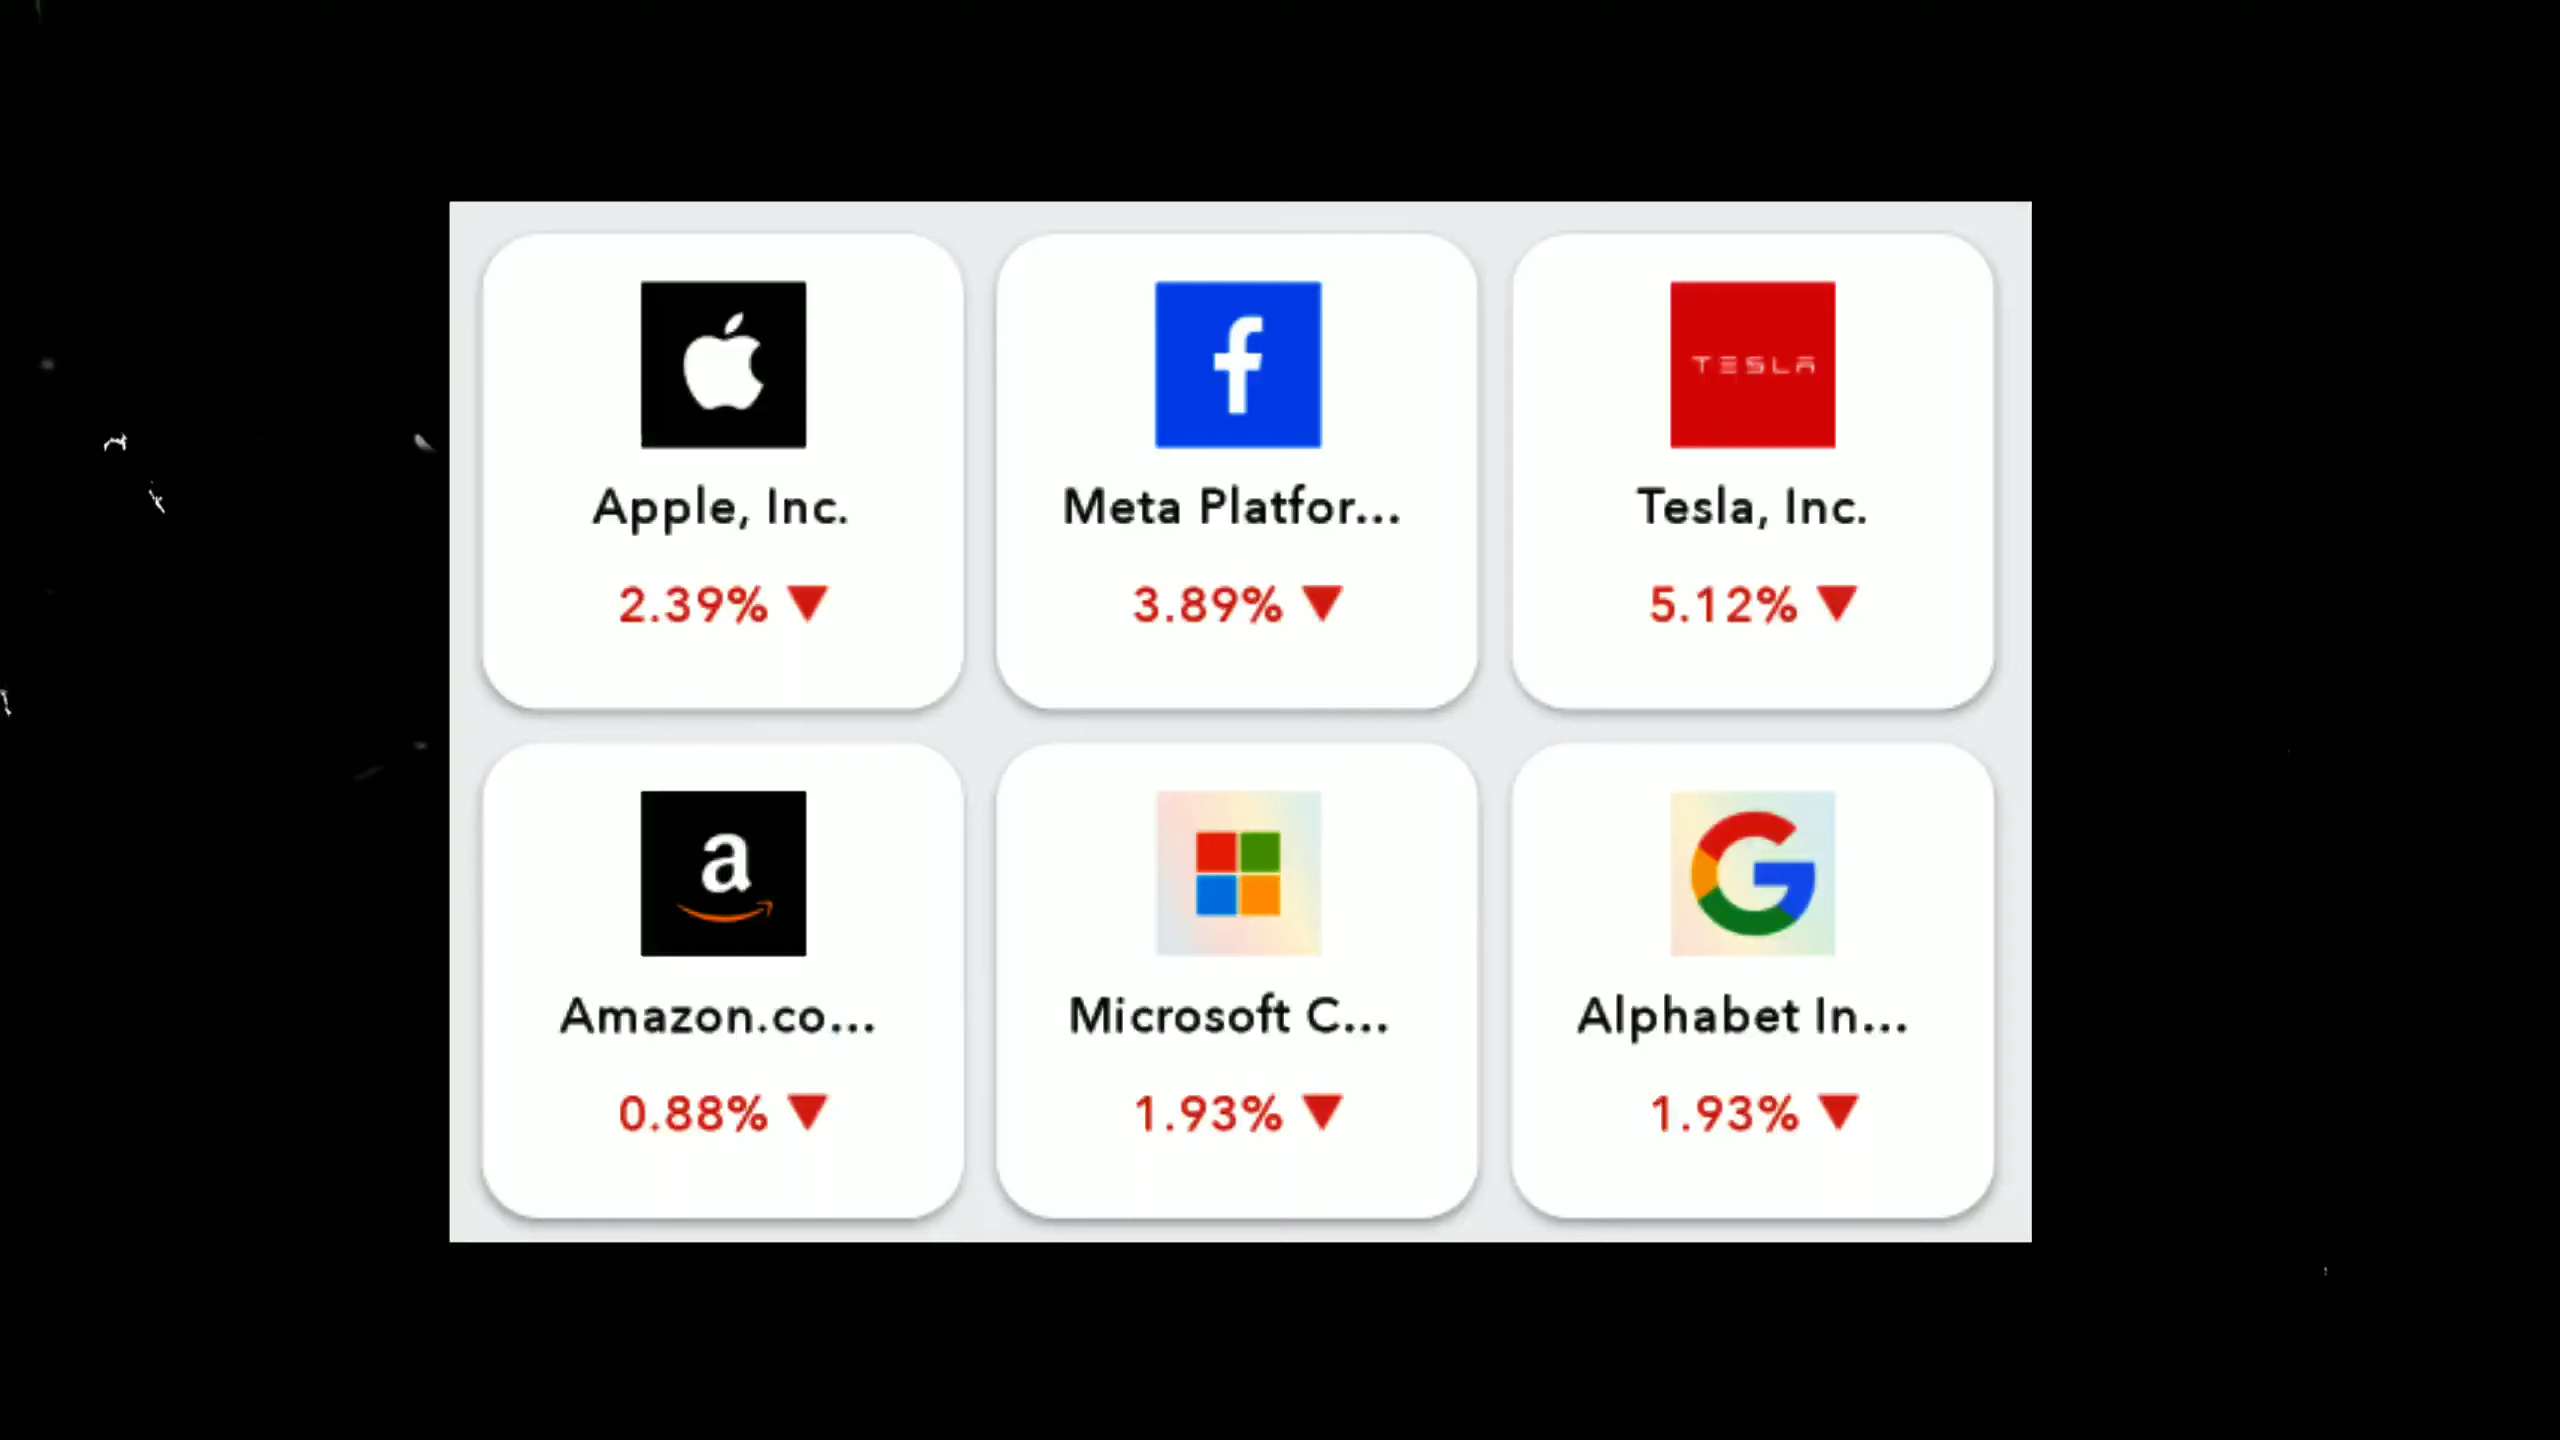 TESLA
Apple, Inc.
Meta Platfor...
Tesla, Inc.
2.39% ▼
3.89% ▼
5.12% ▼
a
Amazon.co...
Microsoft C...
Alphabet In...
0.88% ▼
1.93% ▼
1.93% ▼